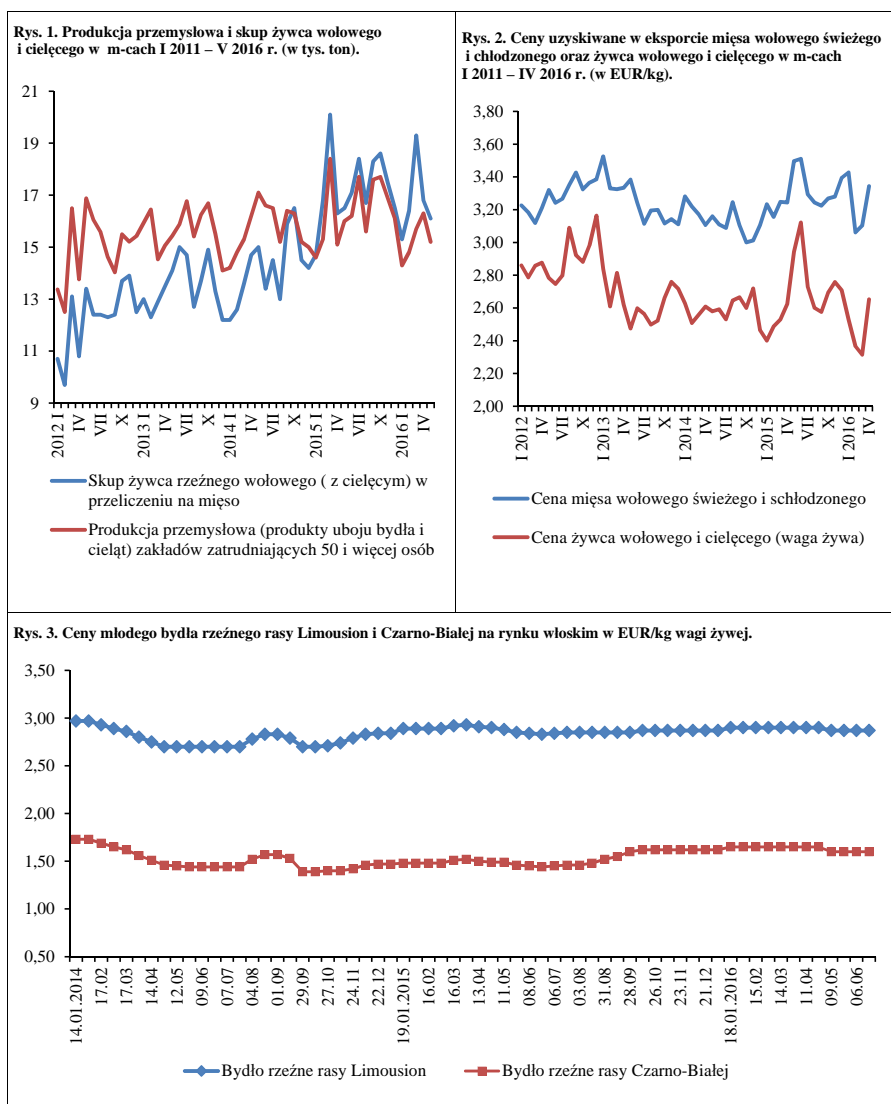 Rys. 1. Produkcja przemysłowa i skup żywca wołowego
i cielęcego w m-cach I 2011 – V 2016 r. (w tys. ton).
21
19
17
15
13
11
9
2012 I
IV
VII
X
2013 I
IV
VII
X
2014 I
IV
VII
X
2015 I
IV
VII
X
2016 I
IV
Skup żywca rzeźnego wołowego ( z cielęcym) w
przeliczeniu na mięso
Produkcja przemysłowa (produkty uboju bydła i
cieląt) zakładów zatrudniających 50 i więcej osób
Rys. 2. Ceny uzyskiwane w eksporcie mięsa wołowego świeżego
i chłodzonego oraz żywca wołowego i cielęcego w m-cach
I 2011 – IV 2016 r. (w EUR/kg).
3,80
3,60
3,40
3,20
3,00
2,80
2,60
2,40
2,20
2,00
I 2012
IV
VII
X
I 2013
IV
VII
X
I 2014
IV
VII
X
I 2015
IV
VII
X
I 2016
IV
Cena mięsa wołowego świeżego i schłodzonego
Cena żywca wołowego i cielęcego (waga żywa)
Rys. 3. Ceny młodego bydła rzeźnego rasy Limousion i Czarno-Białej na rynku włoskim w EUR/kg wagi żywej.
3,50
3,00
2,50
2,00
1,50
1,00
0,50
14.01.2014
17.02
17.03
14.04
12.05
09.06
07.07
04.08
01.09
29.09
27.10
24.11
22.12
19.01.2015
16.02
16.03
13.04
11.05
08.06
06.07
03.08
31.08
28.09
26.10
23.11
21.12
18.01.2016
15.02
14.03
11.04
09.05
06.06
Bydło rzeźne rasy Limousion
Bydło rzeźne rasy Czarno-Białej